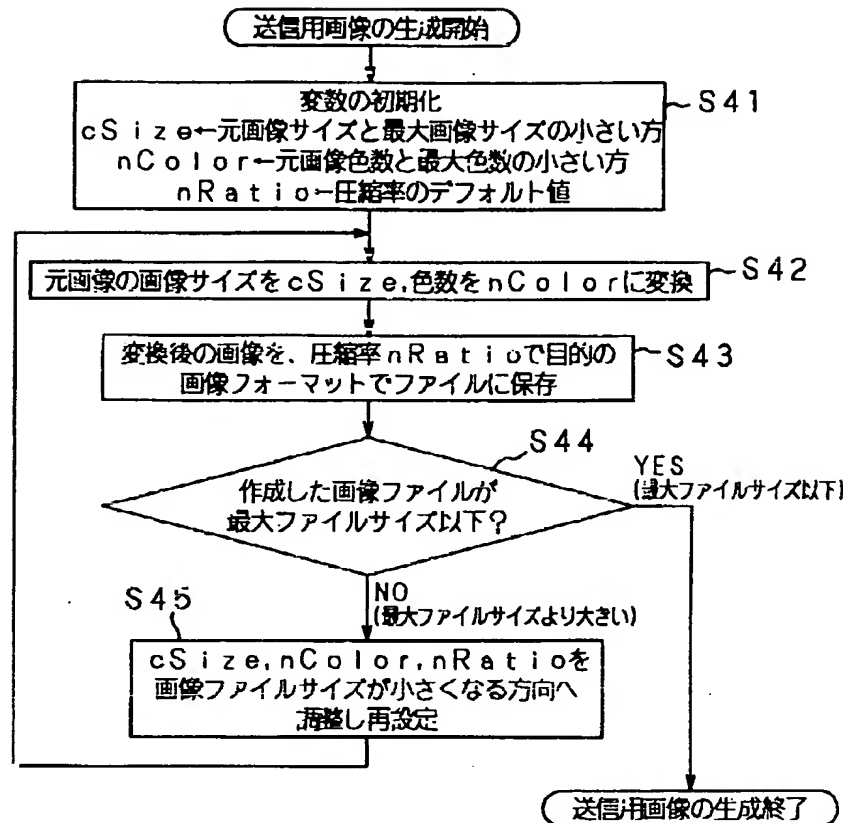 送信用画像の生成開始
変数の初期化
cSize←元画像サイズと最大画像サイズの小さい方
nColor←元画像色数と最大色数の小さい方
nRatio←圧縮率のデフォルト値
S41
元画像の画像サイズをcSize,色数をnColorに変換
S42
変換後の画像を、圧縮率nRatioで目的の
画像フォーマットでファイルに保存
S43
S44
作成した画像ファイルが
最大ファイルサイズ以下?
YES
(最大ファイルサイズ以下)
NO
(最大ファイルサイズより大きい)
S45
cSize,nColor,nRatioを
画像ファイルサイズが小さくなる方向へ
調整し再設定
送信用画像の生成終了